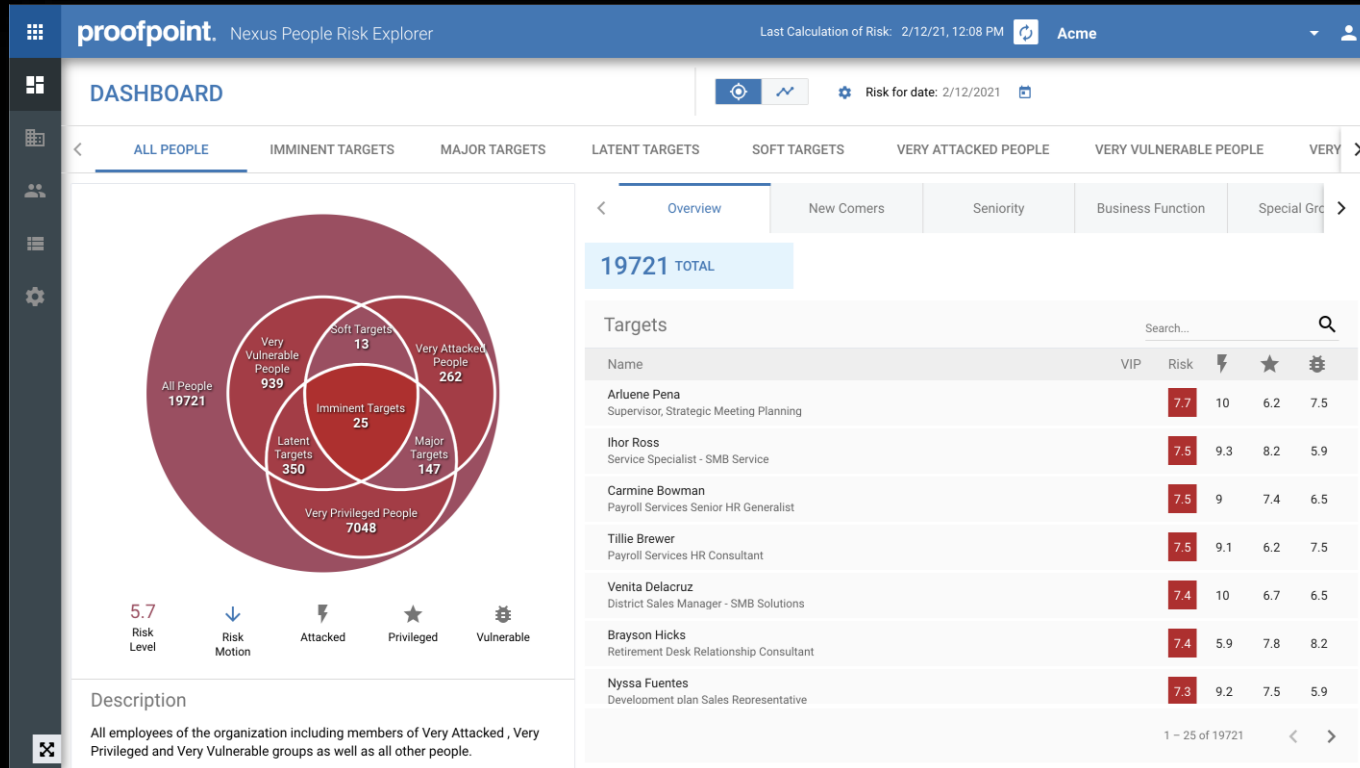 proofpoint. Nexus People Risk Explorer
Last Calculation of Risk: 2/12/21, 12:08 PM
Acme
DASHBOARD
Risk for date: 2/12/2021
ALL PEOPLE
IMMINENT TARGETS
MAJOR TARGETS
LATENT TARGETS
SOFT TARGETS
VERY ATTACKED PEOPLE
VERY VULNERABLE PEOPLE
VERY
All People
19721
Very
Vulnerable
People
939
Soft Targets
13
Very Attacked
People
262
Imminent Targets
25
Latent
Targets
350
Major
Targets
147
Very Privileged People
7048
5.7
Risk
Level
Risk
Motion
Attacked
Privileged
Vulnerable
Description
All employees of the organization including members of Very Attacked , Very
Privileged and Very Vulnerable groups as well as all other people.
Overview
New Comers
Seniority
Business Function
Special Gro
19721 TOTAL
Targets
Search...
Name VIP Risk
Arluene Pena
Supervisor, Strategic Meeting Planning
7.7 10 6.2 7.5
Ihor Ross
Service Specialist - SMB Service
7.5 9.3 8.2 5.9
Carmine Bowman
Payroll Services Senior HR Generalist
7.5 9 7.4 6.5
Tillie Brewer
Payroll Services HR Consultant
7.5 9.1 6.2 7.5
Venita Delacruz
District Sales Manager - SMB Solutions
7.4 10 6.7 6.5
Brayson Hicks
Retirement Desk Relationship Consultant
7.4 5.9 7.8 8.2
Nyssa Fuentes
Development plan Sales Representative
7.3 9.2 7.5 5.9
1 – 25 of 19721